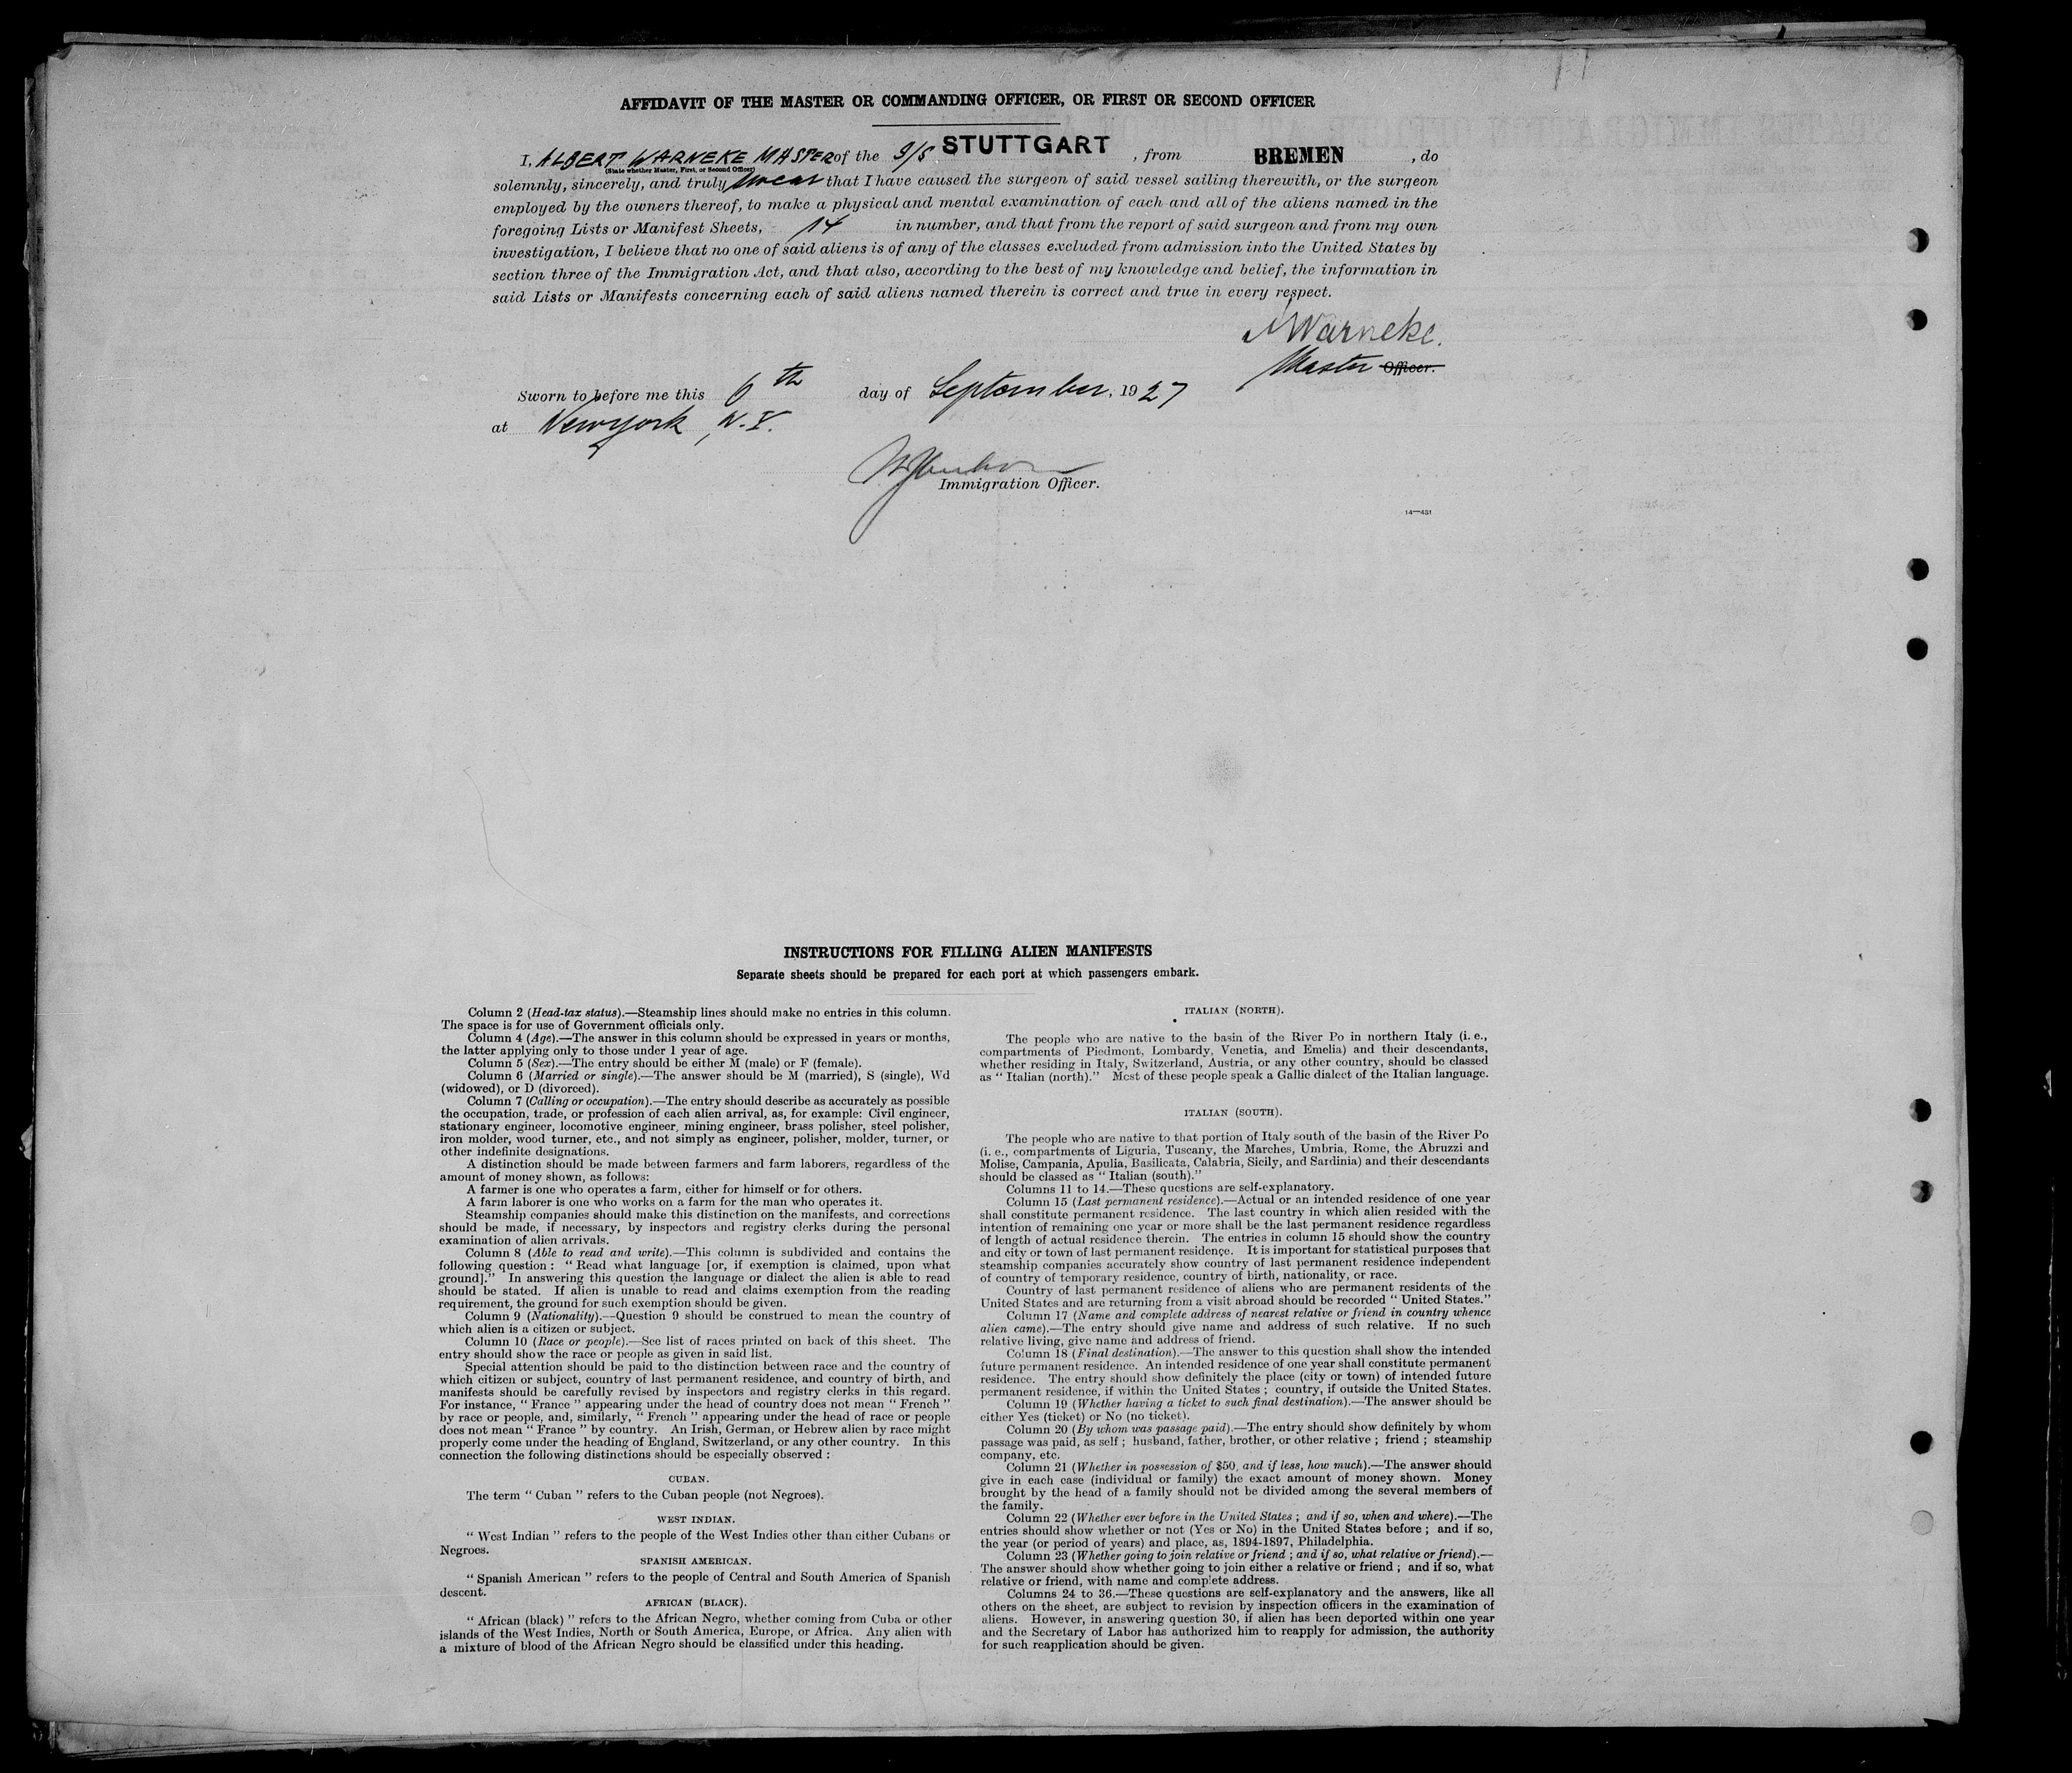 AFFIDAVIT OF THE MASTER OR COMMANDING OFFICER, OR FIRST OR SECOND OFFICER
I, ALBERT WARNEKE MASTER of the S/S STUTTGART, from BREMEN, do
(State whether Master, First, or Second Officer)
solemnly, sincerely, and truly swear that I have caused the surgeon of said vessel sailing therewith, or the surgeon
employed by the owners thereof, to make a physical and mental examination of each and all of the aliens named in the
foregoing Lists or Manifest Sheets, 14 in number, and that from the report of said surgeon and from my own
investigation, I believe that no one of said aliens is of any of the classes excluded from admission into the United States by
section three of the Immigration Act, and that also, according to the best of my knowledge and belief, the information in
said Lists or Manifests concerning each of said aliens named therein is correct and true in every respect.
A Warneke.
Master Officer.
Sworn to before me this 6th day of September, 1927
at New York, N.Y.
Immigration Officer.
14—431
INSTRUCTIONS FOR FILLING ALIEN MANIFESTS
Separate sheets should be prepared for each port at which passengers embark.
Column 2 (Head-tax status).—Steamship lines should make no entries in this column.
The space is for use of Government officials only.
Column 4 (Age).—The answer in this column should be expressed in years or months,
the latter applying only to those under 1 year of age.
Column 5 (Sex).—The entry should be either M (male) or F (female).
Column 6 (Married or single).—The answer should be M (married), S (single), Wd
(widowed), or D (divorced).
Column 7 (Calling or occupation).—The entry should describe as accurately as possible
the occupation, trade, or profession of each alien arrival, as, for example: Civil engineer,
stationary engineer, locomotive engineer, mining engineer, brass polisher, steel polisher,
iron molder, wood turner, etc., and not simply as engineer, polisher, molder, turner, or
other indefinite designations.
A distinction should be made between farmers and farm laborers, regardless of the
amount of money shown, as follows:
A farmer is one who operates a farm, either for himself or for others.
A farm laborer is one who works on a farm for the man who operates it.
Steamship companies should make this distinction on the manifests, and corrections
should be made, if necessary, by inspectors and registry clerks during the personal
examination of alien arrivals.
Column 8 (Able to read and write).—This column is subdivided and contains the
following question : “ Read what language [or, if exemption is claimed, upon what
ground].” In answering this question the language or dialect the alien is able to read
should be stated. If alien is unable to read and claims exemption from the reading
requirement, the ground for such exemption should be given.
Column 9 (Nationality).—Question 9 should be construed to mean the country of
which alien is a citizen or subject.
Column 10 (Race or people).—See list of races printed on back of this sheet. The
entry should show the race or people as given in said list.
Special attention should be paid to the distinction between race and the country of
which citizen or subject, country of last permanent residence, and country of birth, and
manifests should be carefully revised by inspectors and registry clerks in this regard.
For instance, “ France ” appearing under the head of country does not mean “ French ”
by race or people, and, similarly, “ French ” appearing under the head of race or people
does not mean “ France ” by country. An Irish, German, or Hebrew alien by race might
properly come under the heading of England, Switzerland, or any other country. In this
connection the following distinctions should be especially observed :
CUBAN.
The term “ Cuban ” refers to the Cuban people (not Negroes).
WEST INDIAN.
“ West Indian ” refers to the people of the West Indies other than either Cubans or
Negroes.
SPANISH AMERICAN.
“ Spanish American ” refers to the people of Central and South America of Spanish
descent.
AFRICAN (BLACK).
“ African (black) ” refers to the African Negro, whether coming from Cuba or other
islands of the West Indies, North or South America, Europe, or Africa. Any alien with
a mixture of blood of the African Negro should be classified under this heading.
ITALIAN (NORTH).
The people who are native to the basin of the River Po in northern Italy (i. e.,
compartments of Piedmont, Lombardy, Venetia, and Emelia) and their descendants,
whether residing in Italy, Switzerland, Austria, or any other country, should be classed
as “ Italian (north).” Most of these people speak a Gallic dialect of the Italian language.
ITALIAN (SOUTH).
The people who are native to that portion of Italy south of the basin of the River Po
(i. e., compartments of Liguria, Tuscany, the Marches, Umbria, Rome, the Abruzzi and
Molise, Campania, Apulia, Basilicata, Calabria, Sicily, and Sardinia) and their descendants
should be classed as “ Italian (south).”
Columns 11 to 14.—These questions are self-explanatory.
Column 15 (Last permanent residence).—Actual or an intended residence of one year
shall constitute permanent residence. The last country in which alien resided with the
intention of remaining one year or more shall be the last permanent residence regardless
of length of actual residence therein. The entries in column 15 should show the country
and city or town of last permanent residence. It is important for statistical purposes that
steamship companies accurately show country of last permanent residence independent
of country of temporary residence, country of birth, nationality, or race.
Country of last permanent residence of aliens who are permanent residents of the
United States and are returning from a visit abroad should be recorded “ United States.”
Column 17 (Name and complete address of nearest relative or friend in country whence
alien came).—The entry should give name and address of such relative. If no such
relative living, give name and address of friend.
Column 18 (Final destination).—The answer to this question shall show the intended
future permanent residence. An intended residence of one year shall constitute permanent
residence. The entry should show definitely the place (city or town) of intended future
permanent residence, if within the United States ; country, if outside the United States.
Column 19 (Whether having a ticket to such final destination).—The answer should be
either Yes (ticket) or No (no ticket).
Column 20 (By whom was passage paid).—The entry should show definitely by whom
passage was paid, as self ; husband, father, brother, or other relative ; friend ; steamship
company, etc.
Column 21 (Whether in possession of $50, and if less, how much).—The answer should
give in each case (individual or family) the exact amount of money shown. Money
brought by the head of a family should not be divided among the several members of
the family.
Column 22 (Whether ever before in the United States ; and if so, when and where).—The
entries should show whether or not (Yes or No) in the United States before ; and if so,
the year (or period of years) and place, as, 1894-1897, Philadelphia.
Column 23 (Whether going to join relative or friend ; and if so, what relative or friend).—
The answer should show whether going to join either a relative or friend ; and if so, what
relative or friend, with name and complete address.
Columns 24 to 36.—These questions are self-explanatory and the answers, like all
others on the sheet, are subject to revision by inspection officers in the examination of
aliens. However, in answering question 30, if alien has been deported within one year
and the Secretary of Labor has authorized him to reapply for admission, the authority
for such reapplication should be given.